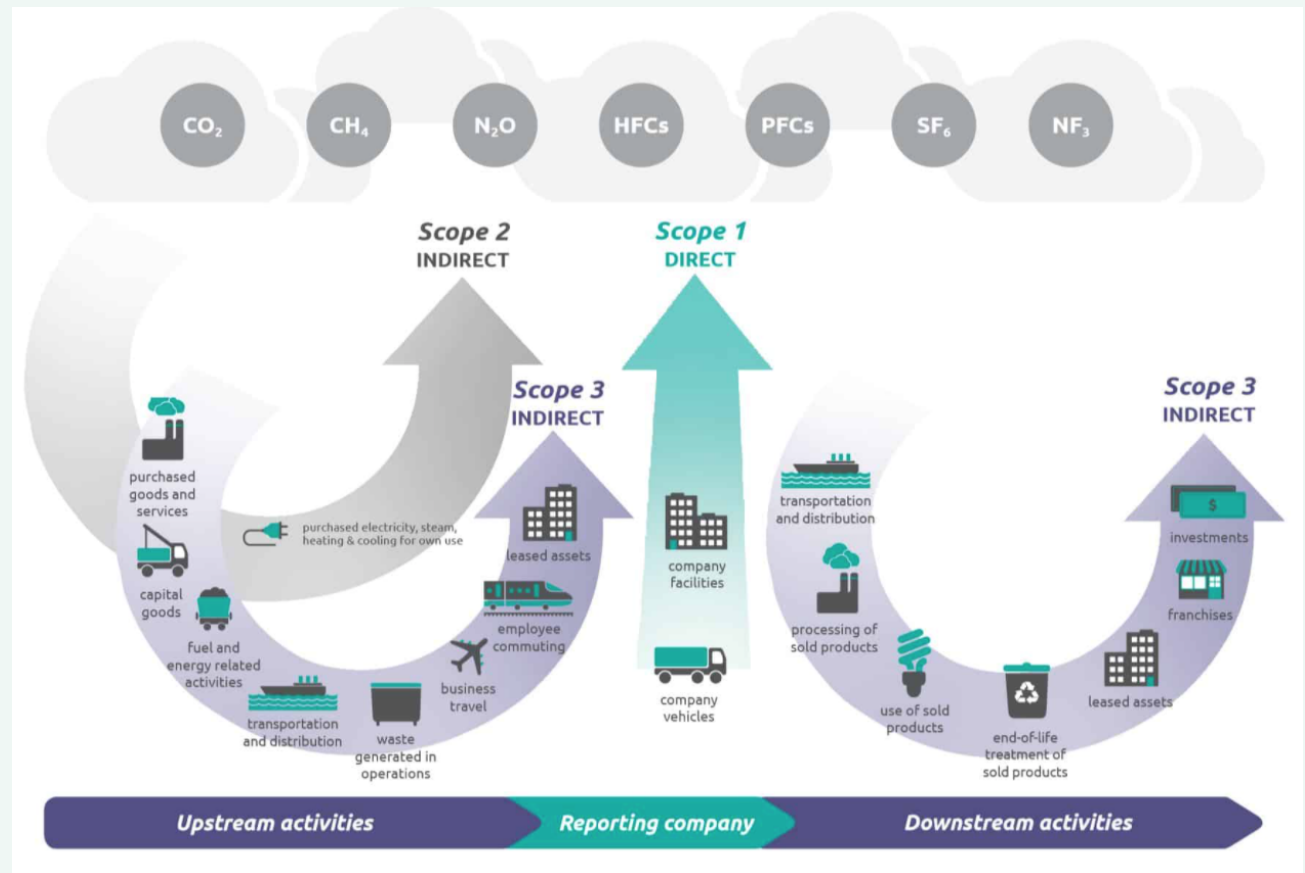 CO₂
CH₄
N₂O
HFCs
PFCs
SF₆
NF₃
Scope 2
INDIRECT
Scope 1
DIRECT
Scope 3
INDIRECT
Scope 3
INDIRECT
purchased
goods and
services
capital
goods
fuel and
energy related
activities
purchased electricity, steam,
heating & cooling for own use
transportation
and distribution
waste
generated in
operations
business
travel
employee
commuting
leased assets
company
facilities
company
vehicles
transportation
and distribution
processing of
sold products
use of sold
products
end-of-life
treatment of
sold products
leased assets
franchises
$
investments
Upstream activities
Reporting company
Downstream activities